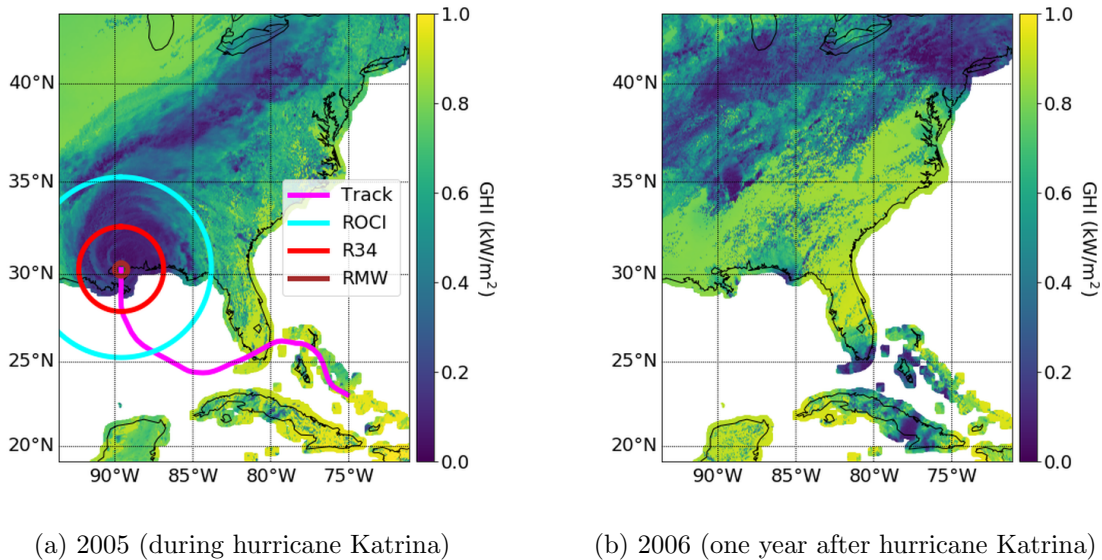 40°N
35°N
30°N
25°N
20°N
90°W
85°W
80°W
75°W
Track
ROCI
R34
RMW
1.0
0.8
0.6
0.4
0.2
0.0
GHI (kW/m²)
40°N
35°N
30°N
25°N
20°N
90°W
85°W
80°W
75°W
1.0
0.8
0.6
0.4
0.2
0.0
GHI (kW/m²)
(a) 2005 (during hurricane Katrina)
(b) 2006 (one year after hurricane Katrina)